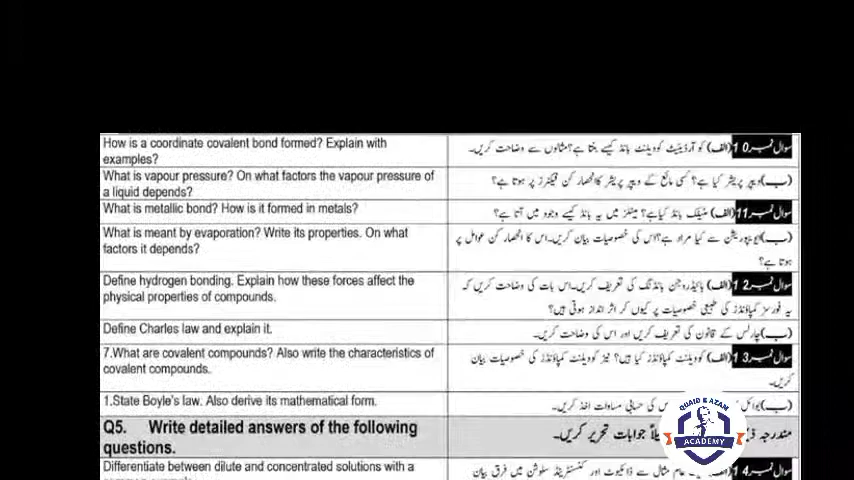 How is a coordinate covalent bond formed? Explain with
examples?
سوال نمبر 10 (الف) کوآرڈینیٹ کوویلنٹ بانڈ کیسے بنتا ہے؟ مثالوں سے وضاحت کریں۔
What is vapour pressure? On what factors the vapour pressure of
a liquid depends?
(ب) ویپر پریشر کیا ہے؟ کسی مائع کے ویپر پریشر کا انحصار کن فیکٹرز پر ہوتا ہے؟
What is metallic bond? How is it formed in metals?
سوال نمبر 11 (الف) میٹلک بانڈ کیا ہے؟ میٹلز میں یہ بانڈ کیسے وجود میں آتا ہے؟
What is meant by evaporation? Write its properties. On what
factors it depends?
(ب) ایوپوریشن سے کیا مراد ہے؟ اس کی خصوصیات بیان کریں۔ اس کا انحصار کن عوامل پر
ہوتا ہے؟
Define hydrogen bonding. Explain how these forces affect the
physical properties of compounds.
سوال نمبر 12 (الف) ہائیڈروجن بانڈنگ کی تعریف کریں۔ اس بات کی وضاحت کریں کہ
یہ فورسز کمپاؤنڈز کی طبیعی خصوصیات پر کیوں کر اثر انداز ہوتی ہیں؟
Define Charles law and explain it.
(ب) چارلس کے قانون کی تعریف کریں اور اس کی وضاحت کریں۔
7.What are covalent compounds? Also write the characteristics of
covalent compounds.
سوال نمبر 13 (الف) کوویلنٹ کمپاؤنڈز کیا ہیں؟ نیز کوویلنٹ کمپاؤنڈز کی خصوصیات بیان
کریں۔
1.State Boyle's law. Also derive its mathematical form.
(ب) بوائل کی حسابی مساوات اخذ کریں۔
Q5. Write detailed answers of the following
questions.
مندرجہ جوابات تحریر کریں۔
Differentiate between dilute and concentrated solutions with a
سوال نمبر 14 عام مثال سے ڈائلیوٹ اور کنسنٹریٹڈ سلوشن میں فرق بیان
QUAID E AZAM
ACADEMY